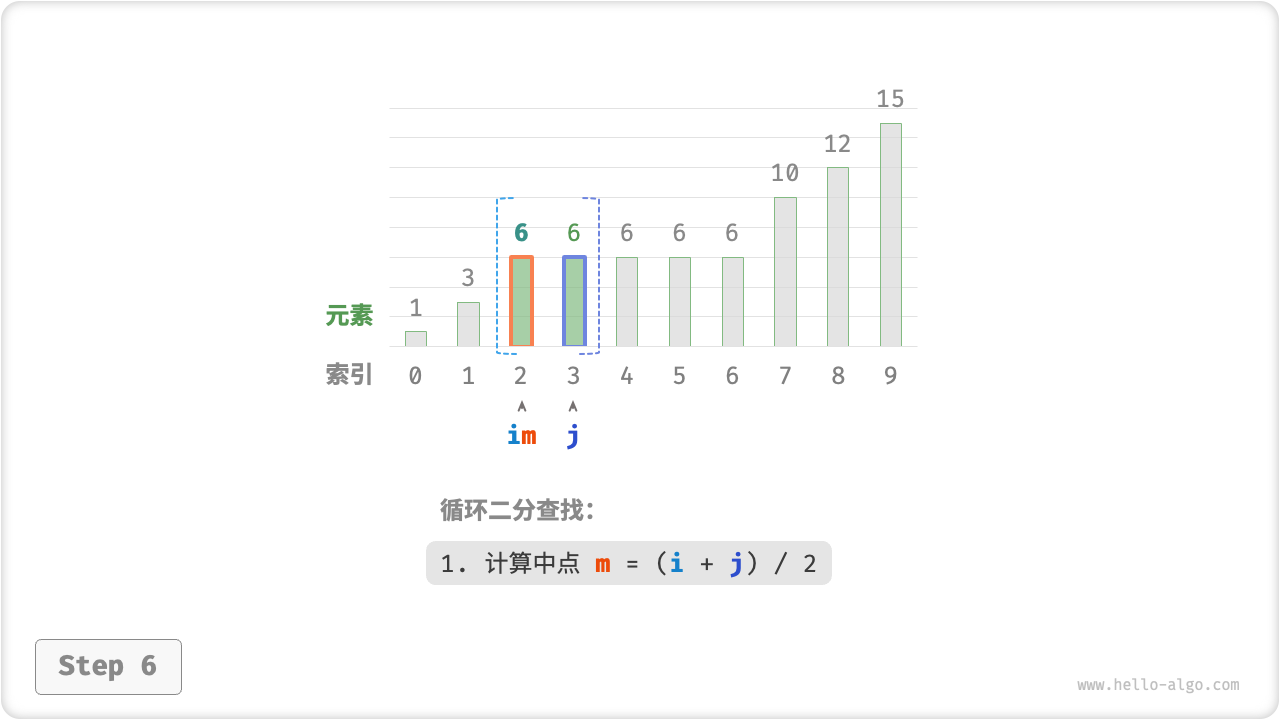 15
12
10
6 6 6 6 6
3
1
元素
索引 0 1 2 3 4 5 6 7 8 9
im j
循环二分查找：
1. 计算中点 m = (i + j) / 2
Step 6
www.hello-algo.com